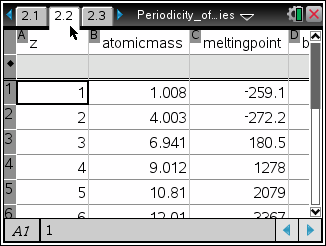 2.1 2.2 2.3 Periodicity_of...ies
A z B atomicmass C meltingpoint D b
◆
1 1 1.008 -259.1
2 2 4.003 -272.2
3 3 6.941 180.5
4 4 9.012 1278
5 5 10.81 2079
6 6 12.01 3367
A1 1